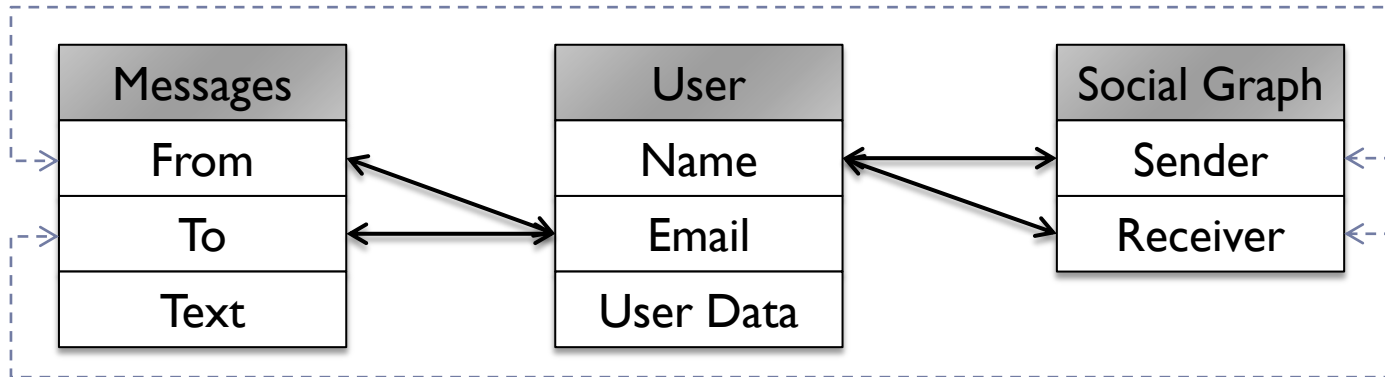 Messages
From
To
Text
User
Name
Email
User Data
Social Graph
Sender
Receiver